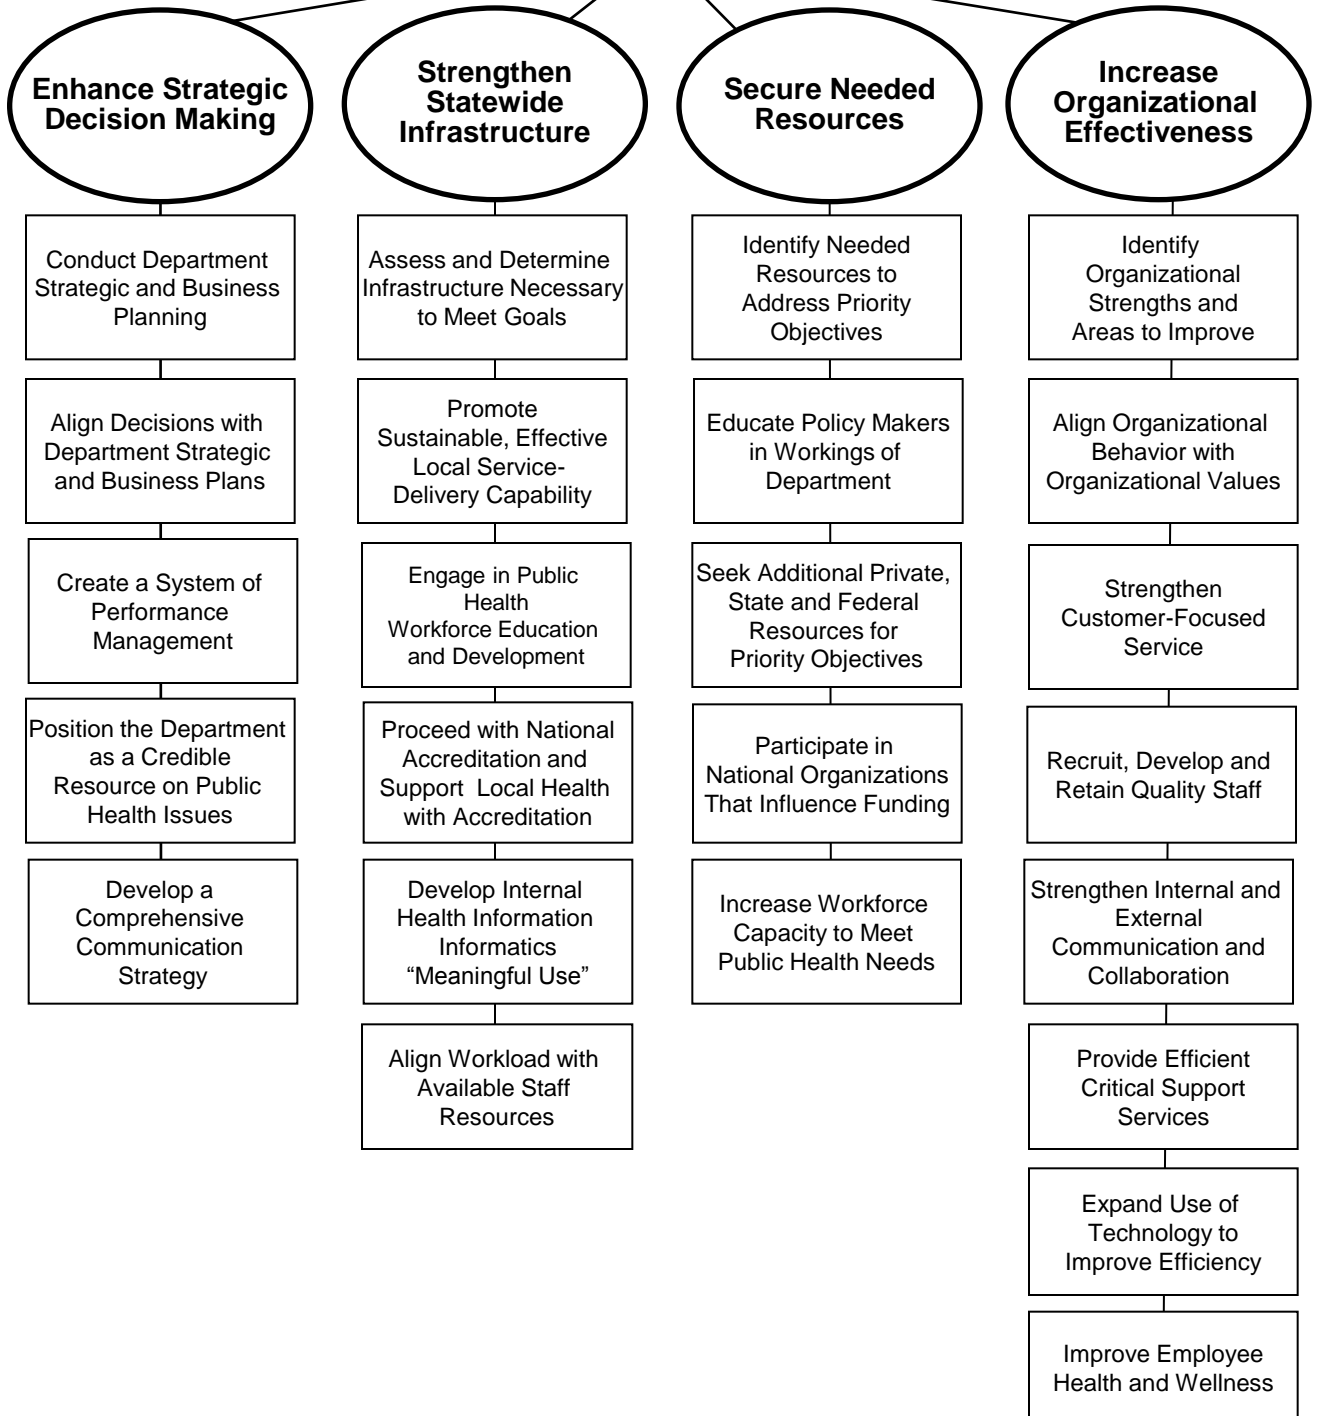 Enhance Strategic
Decision Making
Strengthen
Statewide
Infrastructure
Secure Needed
Resources
Increase
Organizational
Effectiveness
Conduct Department
Strategic and Business
Planning
Align Decisions with
Department Strategic
and Business Plans
Create a System of
Performance
Management
Position the Department
as a Credible
Resource on Public
Health Issues
Develop a
Comprehensive
Communication
Strategy
Assess and Determine
Infrastructure Necessary
to Meet Goals
Promote
Sustainable, Effective
Local Service-
Delivery Capability
Engage in Public
Health
Workforce Education
and Development
Proceed with National
Accreditation and
Support Local Health
with Accreditation
Develop Internal
Health Information
Informatics
“Meaningful Use”
Align Workload with
Available Staff
Resources
Identify Needed
Resources to
Address Priority
Objectives
Educate Policy Makers
in Workings of
Department
Seek Additional Private,
State and Federal
Resources for
Priority Objectives
Participate in
National Organizations
That Influence Funding
Increase Workforce
Capacity to Meet
Public Health Needs
Identify
Organizational
Strengths and
Areas to Improve
Align Organizational
Behavior with
Organizational Values
Strengthen
Customer-Focused
Service
Recruit, Develop and
Retain Quality Staff
Strengthen Internal and
External
Communication and
Collaboration
Provide Efficient
Critical Support
Services
Expand Use of
Technology to
Improve Efficiency
Improve Employee
Health and Wellness